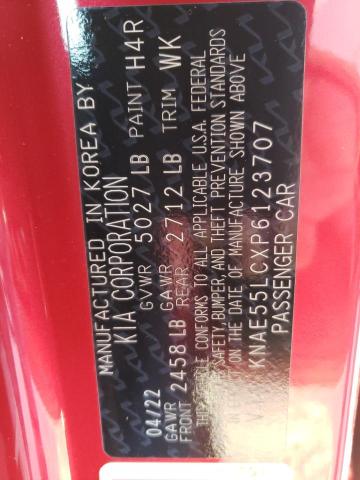 MANUFACTURED IN KOREA BY
KIA CORPORATION
04/22 GVWR 5027 LB PAINT H4R
GAWR FRONT 2458 LB GAWR REAR 2712 LB TRIM WK
THIS VEHICLE CONFORMS TO ALL APPLICABLE U.S.A. FEDERAL
SAFETY, BUMPER, AND THEFT PREVENTION STANDARDS
ON THE DATE OF MANUFACTURE SHOWN ABOVE
KNAE55LCXP6123707
PASSENGER CAR